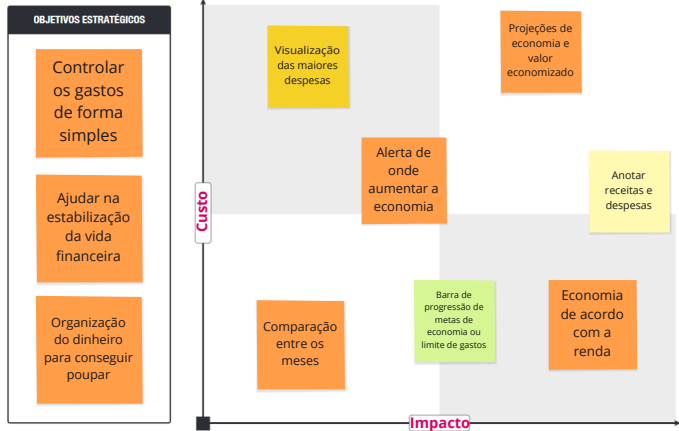 OBJETIVOS ESTRATÉGICOS
Controlar
os gastos
de forma
simples
Ajudar na
estabilização
da vida
financeira
Organização
do dinheiro
para conseguir
poupar
Custo
Visualização
das maiores
despesas
Projeções de
economia e
valor
economizado
Alerta de
onde
aumentar a
economia
Anotar
receitas e
despesas
Comparação
entre os
meses
Barra de
progressão de
metas de
economia ou
limite de gastos
Economia
de acordo
com a
renda
Impacto